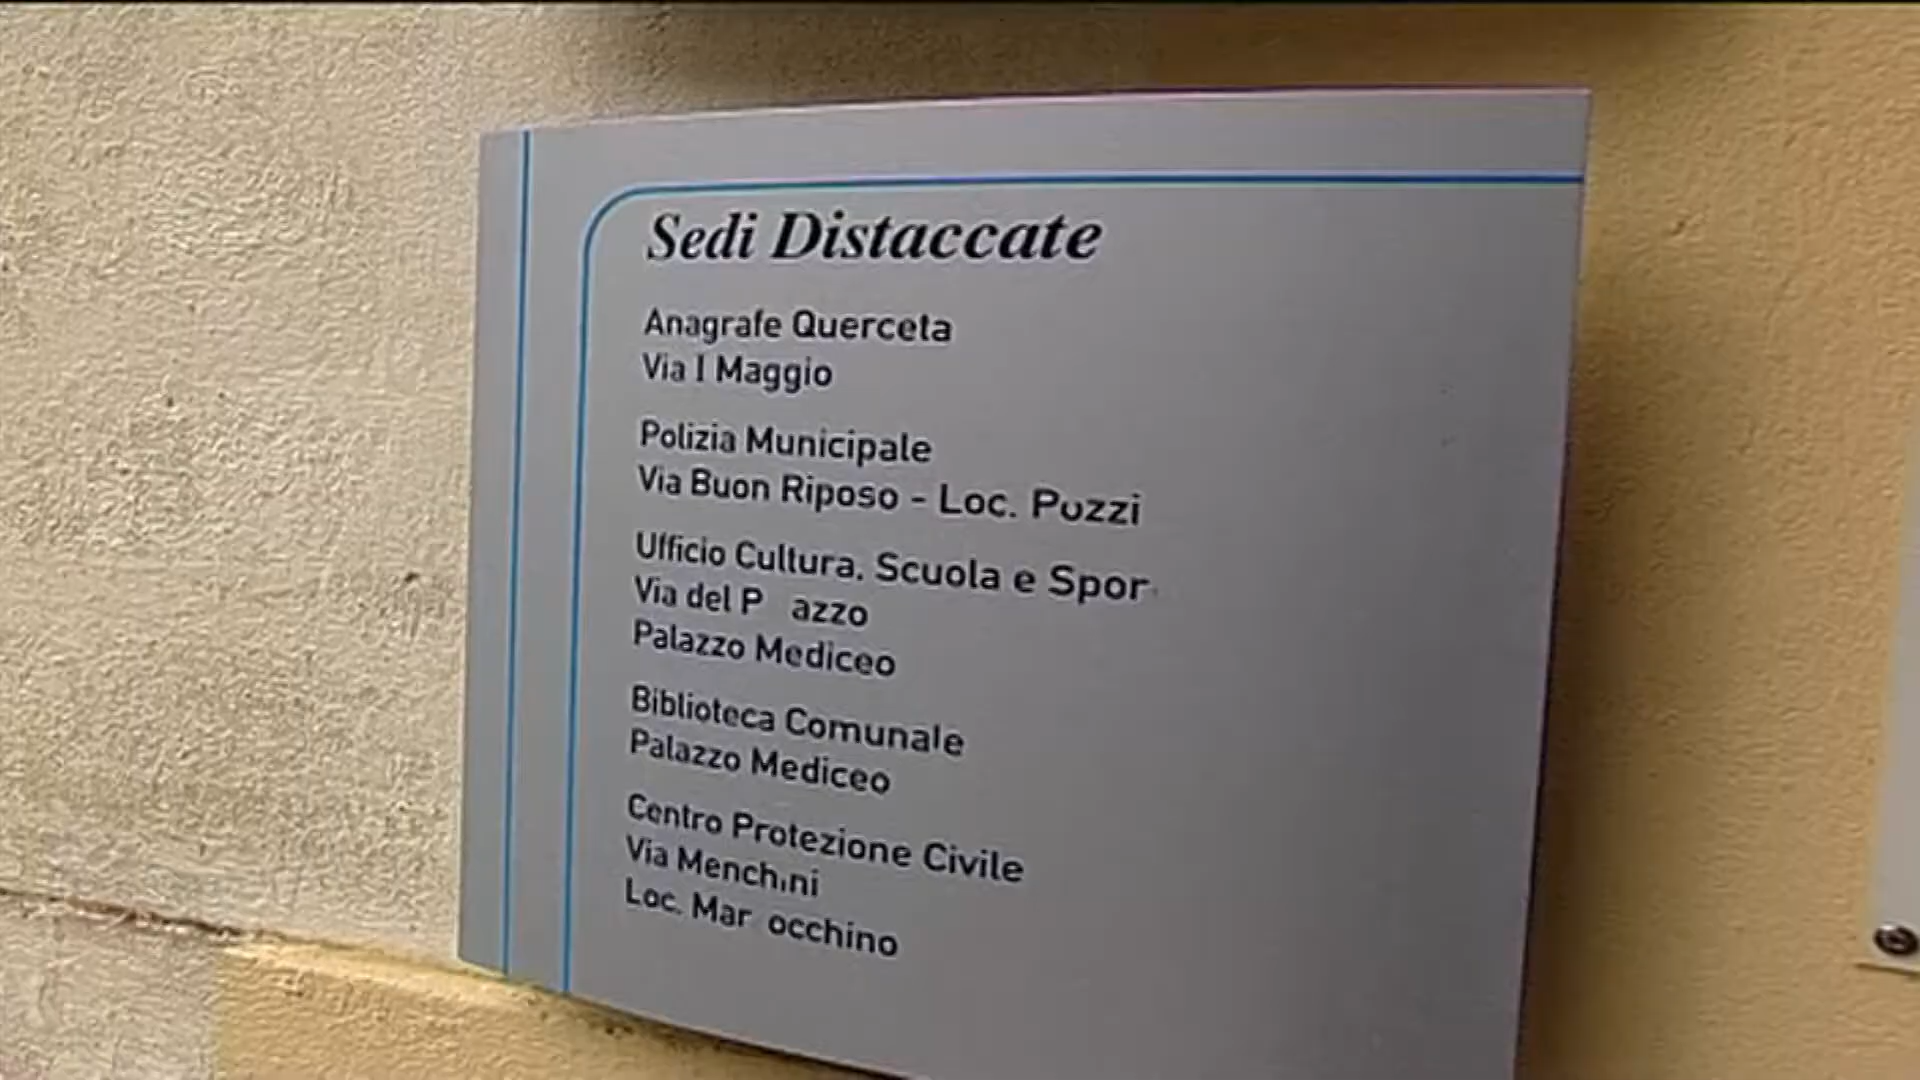 Sedi Distaccate
Anagrafe Querceta
Via I Maggio
Polizia Municipale
Via Buon Riposo - Loc. Pozzi
Ufficio Cultura, Scuola e Spor
Via del P azzo
Palazzo Mediceo
Biblioteca Comunale
Palazzo Mediceo
Centro Protezione Civile
Via Menchini
Loc. Mar occhino